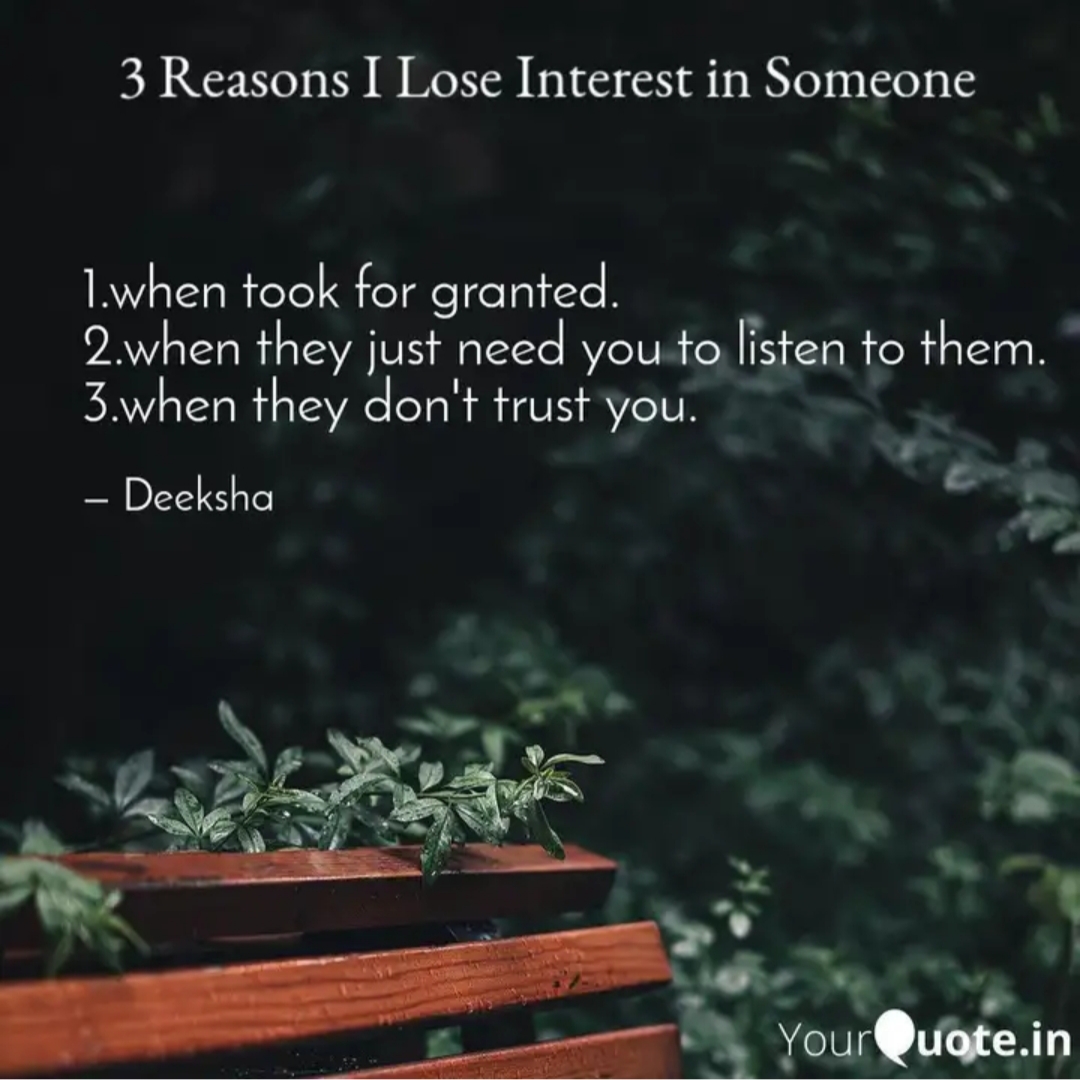 3 Reasons I Lose Interest in Someone
1.when took for granted.
2.when they just need you to listen to them.
3.when they don't trust you.
– Deeksha
YourQuote.in